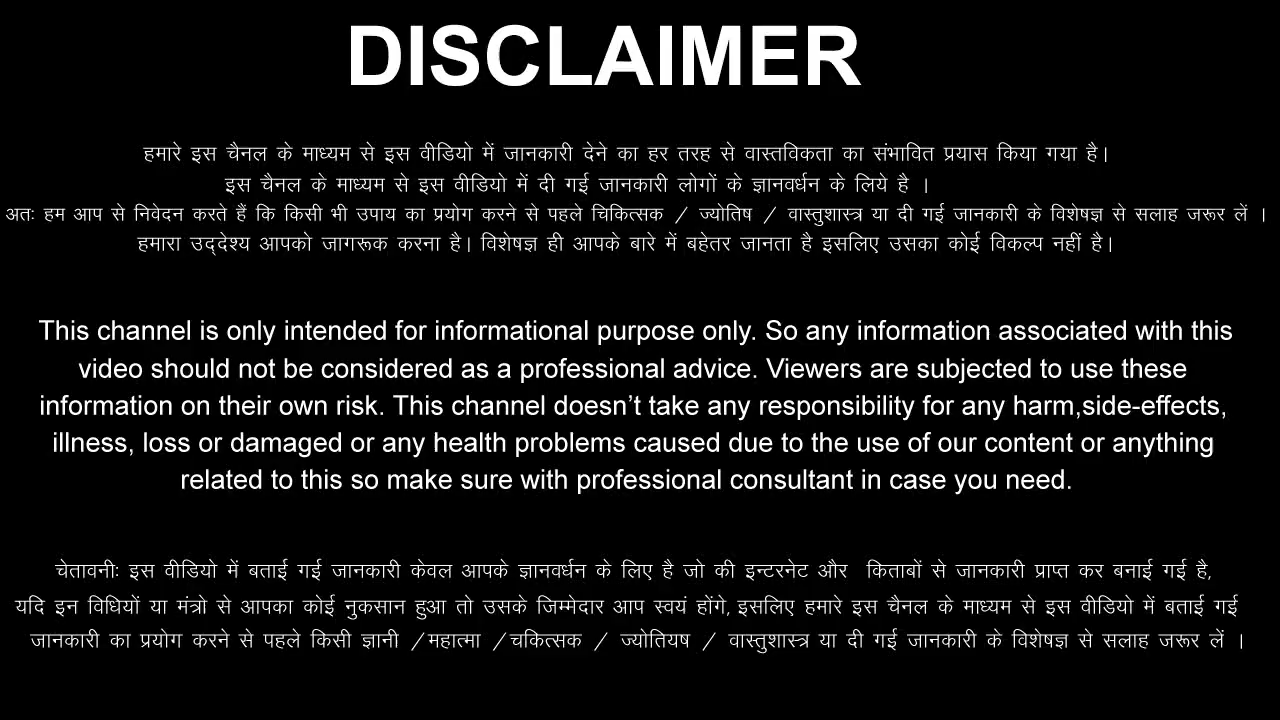 DISCLAIMER
हमारे इस चैनल के माध्यम से इस वीडियो में जानकारी देने का हर तरह से वास्तविकता का संभावित प्रयास किया गया है।
इस चैनल के माध्यम से इस वीडियो में दी गई जानकारी लोगों के ज्ञानवर्धन के लिये है ।
अतः हम आप से निवेदन करते हैं कि किसी भी उपाय का प्रयोग करने से पहले चिकित्सक / ज्योतिष / वास्तुशास्त्र या दी गई जानकारी के विशेषज्ञ से सलाह जरूर लें ।
हमारा उद्देश्य आपको जागरूक करना है। विशेषज्ञ ही आपके बारे में बहेतर जानता है इसलिए उसका कोई विकल्प नहीं है।
This channel is only intended for informational purpose only. So any information associated with this
video should not be considered as a professional advice. Viewers are subjected to use these
information on their own risk. This channel doesn’t take any responsibility for any harm,side-effects,
illness, loss or damaged or any health problems caused due to the use of our content or anything
related to this so make sure with professional consultant in case you need.
चेतावनीः इस वीडियो में बताई गई जानकारी केवल आपके ज्ञानवर्धन के लिए है जो की इन्टरनेट और किताबों से जानकारी प्राप्त कर बनाई गई है,
यदि इन विधियों या मंत्रो से आपका कोई नुकसान हुआ तो उसके जिम्मेदार आप स्वयं होंगे, इसलिए हमारे इस चैनल के माध्यम से इस वीडियो में बताई गई
जानकारी का प्रयोग करने से पहले किसी ज्ञानी /महात्मा /चकित्सक / ज्योतियष / वास्तुशास्त्र या दी गई जानकारी के विशेषज्ञ से सलाह जरूर लें ।